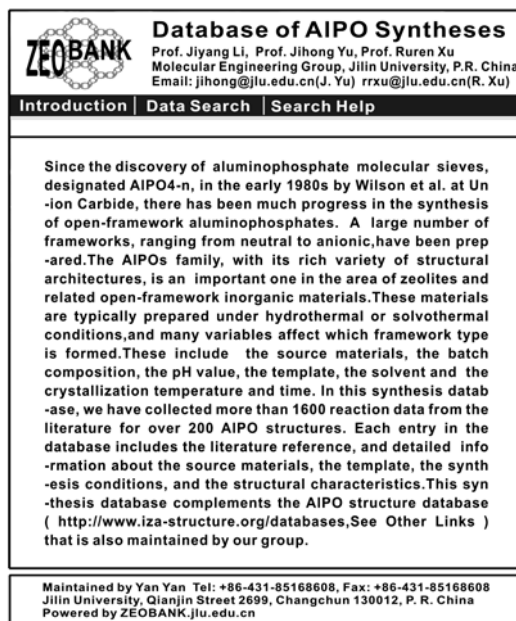 ZEOBANK
Database of AIPO Syntheses
Prof. Jiyang Li, Prof. Jihong Yu, Prof. Ruren Xu
Molecular Engineering Group, Jilin University, P.R. China
Email: jihong@jlu.edu.cn(J. Yu) rrxu@jlu.edu.cn(R. Xu)
Introduction | Data Search | Search Help
Since the discovery of aluminophosphate molecular sieves,
designated AIPO4-n, in the early 1980s by Wilson et al. at Un
-ion Carbide, there has been much progress in the synthesis
of open-framework aluminophosphates. A large number of
frameworks, ranging from neutral to anionic,have been prep
-ared.The AIPOs family, with its rich variety of structural
architectures, is an important one in the area of zeolites and
related open-framework inorganic materials.These materials
are typically prepared under hydrothermal or solvothermal
conditions,and many variables affect which framework type
is formed.These include the source materials, the batch
composition, the pH value, the template, the solvent and the
crystallization temperature and time. In this synthesis datab
-ase, we have collected more than 1600 reaction data from the
literature for over 200 AIPO structures. Each entry in the
database includes the literature reference, and detailed info
-rmation about the source materials, the template, the synth
-esis conditions, and the structural characteristics.This syn
-thesis database complements the AIPO structure database
( http://www.iza-structure.org/databases,See Other Links )
that is also maintained by our group.
Maintained by Yan Yan Tel: +86-431-85168608, Fax: +86-431-85168608
Jilin University, Qianjin Street 2699, Changchun 130012, P. R. China
Powered by ZEOBANK.jlu.edu.cn